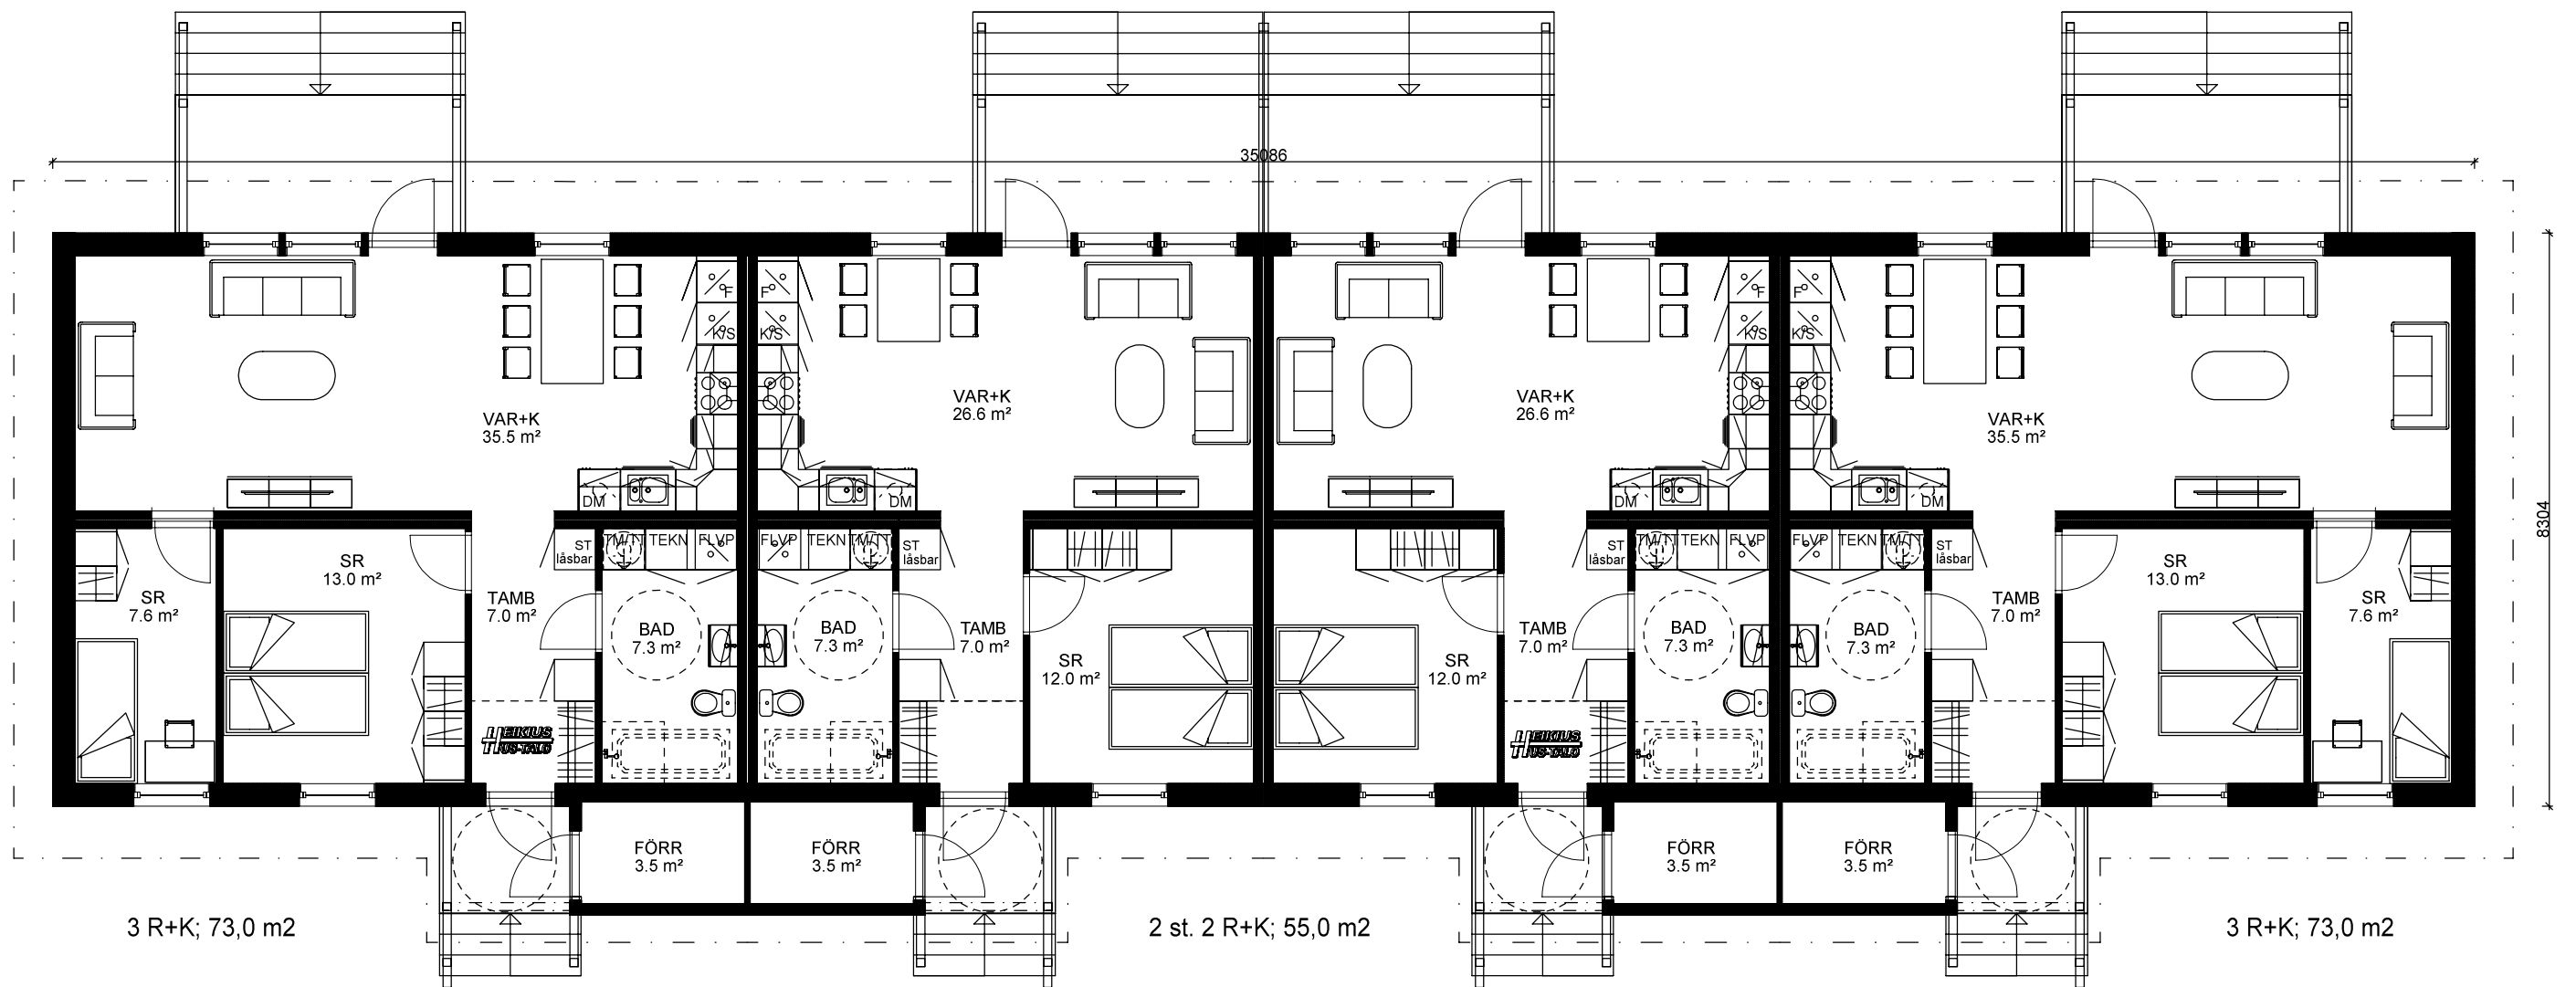 35086
8304
F
F
F
F
K/S
K/S
K/S
K/S
VAR+K
35.5 m²
VAR+K
26.6 m²
VAR+K
26.6 m²
VAR+K
35.5 m²
DM
DM
DM
DM
SR
7.6 m²
SR
13.0 m²
TAMB
7.0 m²
ST
låsbar
TM/TT TEKN FLVP
BAD
7.3 m²
FLVP TEKN TM/TT
BAD
7.3 m²
ST
låsbar
TAMB
7.0 m²
SR
12.0 m²
SR
12.0 m²
TAMB
7.0 m²
ST
låsbar
TM/TT TEKN FLVP
BAD
7.3 m²
FLVP TEKN TM/TT
BAD
7.3 m²
ST
låsbar
TAMB
7.0 m²
SR
13.0 m²
SR
7.6 m²
HEIKIUS
HUS-TALO
HEIKIUS
HUS-TALO
FÖRR
3.5 m²
FÖRR
3.5 m²
FÖRR
3.5 m²
FÖRR
3.5 m²
3 R+K; 73,0 m2
2 st. 2 R+K; 55,0 m2
3 R+K; 73,0 m2